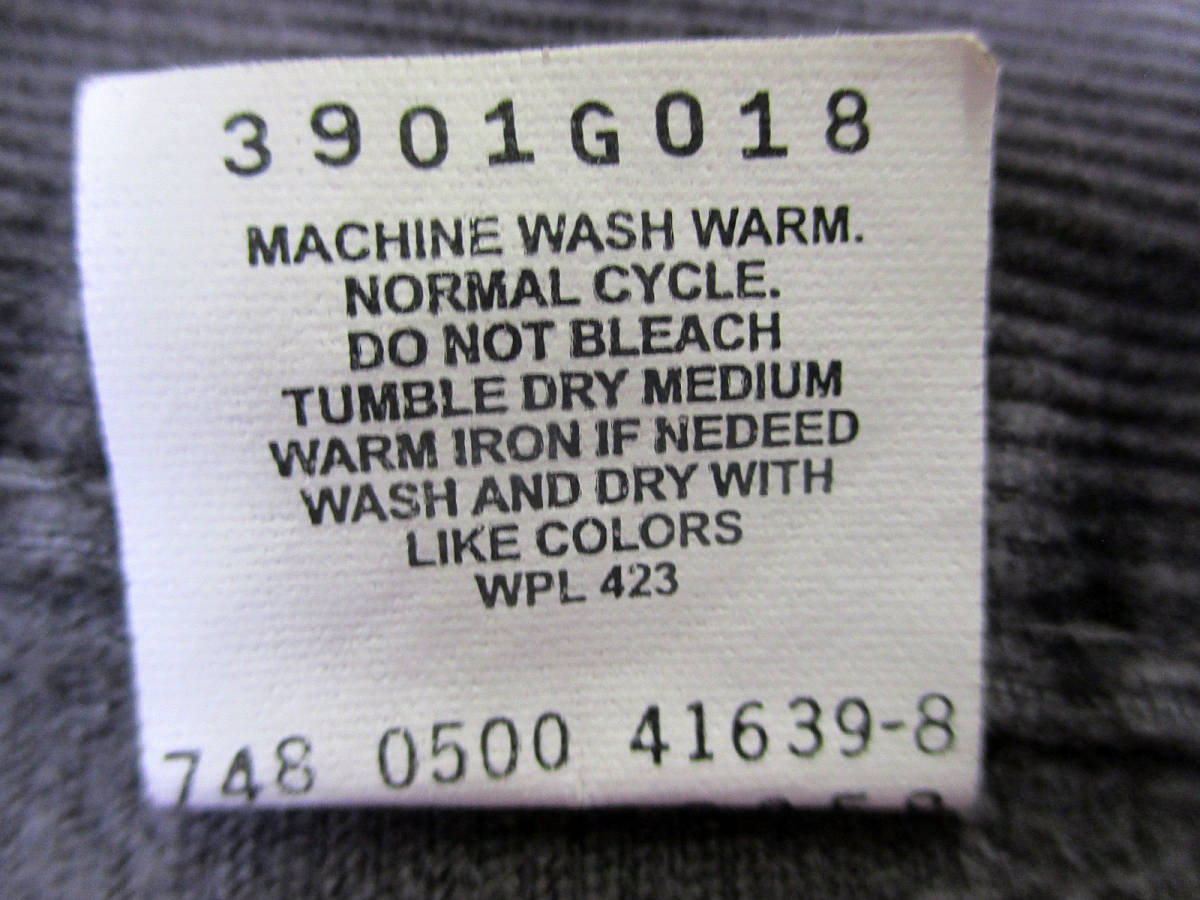 3901G018
MACHINE WASH WARM.
NORMAL CYCLE.
DO NOT BLEACH
TUMBLE DRY MEDIUM
WARM IRON IF NEDEED
WASH AND DRY WITH
LIKE COLORS
WPL 423
748 0500 41639-8